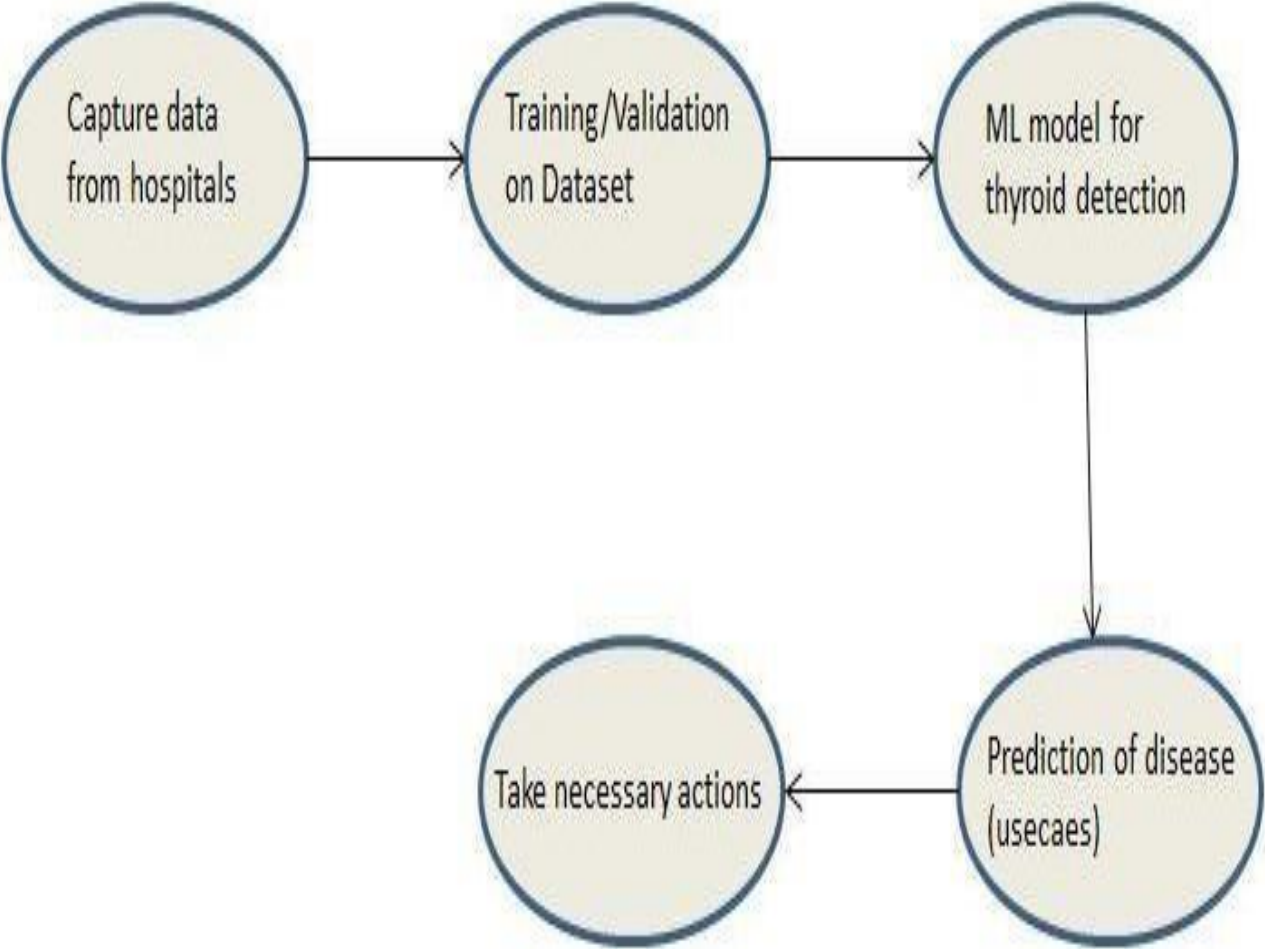 Capture data
from hospitals
Training/Validation
on Dataset
ML model for
thyroid detection
Prediction of disease
(usecaes)
Take necessary actions